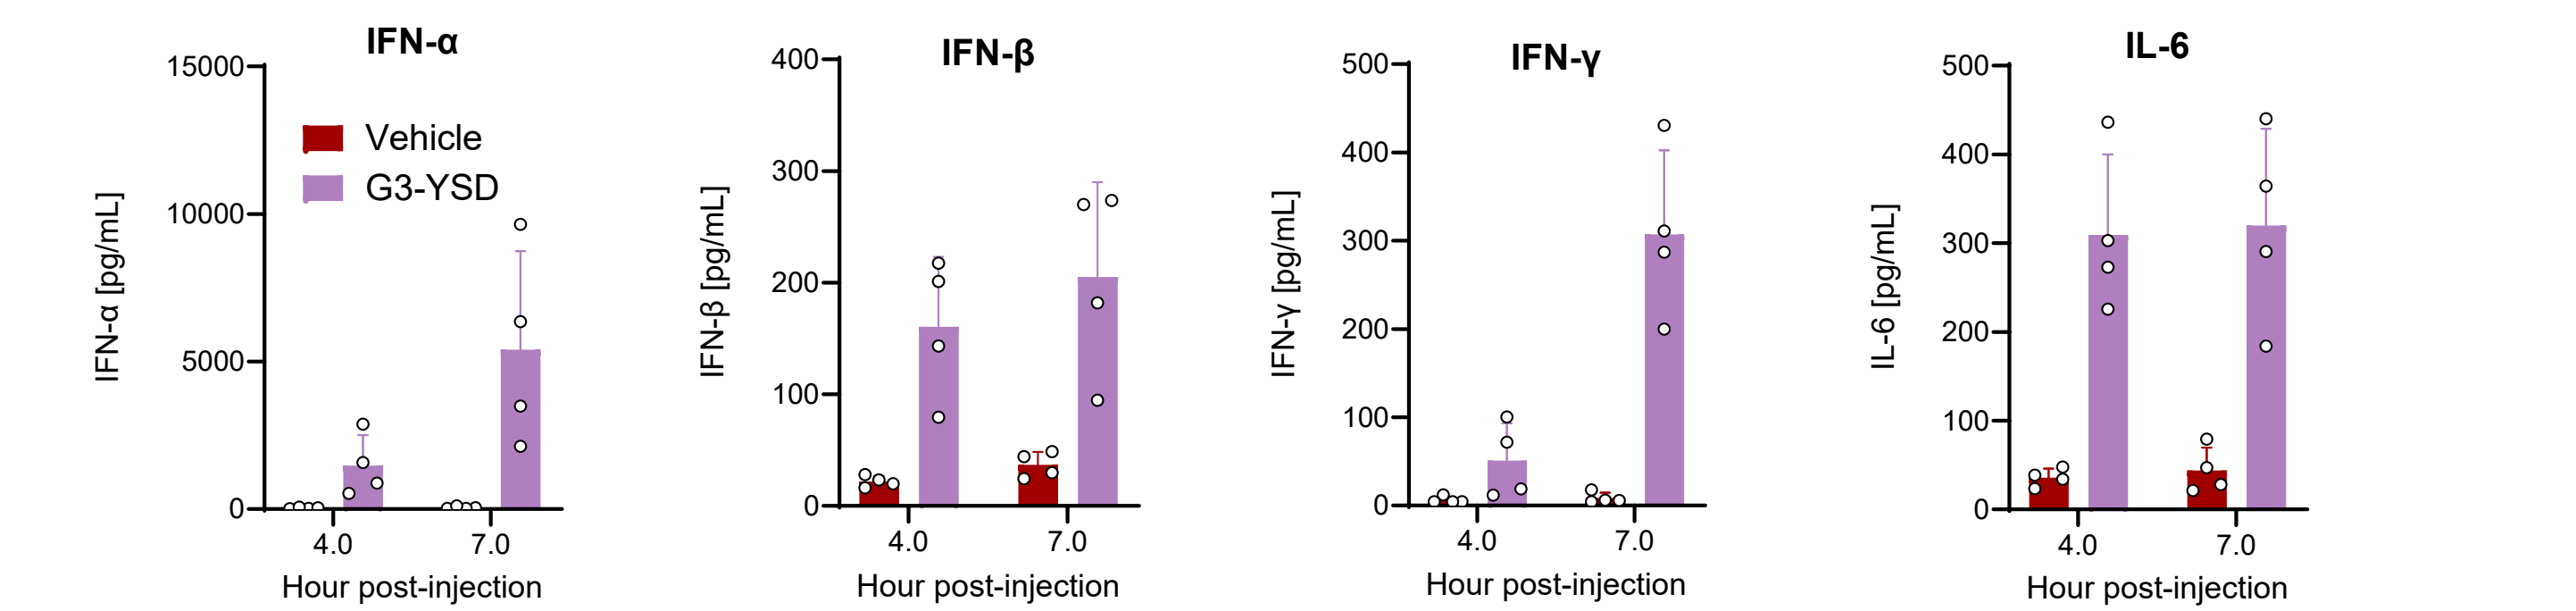 IFN-α
15000
10000
5000
0
IFN-α [pg/mL]
Vehicle
G3-YSD
4.0 7.0
Hour post-injection
IFN-β
400
300
200
100
0
IFN-β [pg/mL]
4.0 7.0
Hour post-injection
IFN-γ
500
400
300
200
100
0
IFN-γ [pg/mL]
4.0 7.0
Hour post-injection
IL-6
500
400
300
200
100
0
IL-6 [pg/mL]
4.0 7.0
Hour post-injection